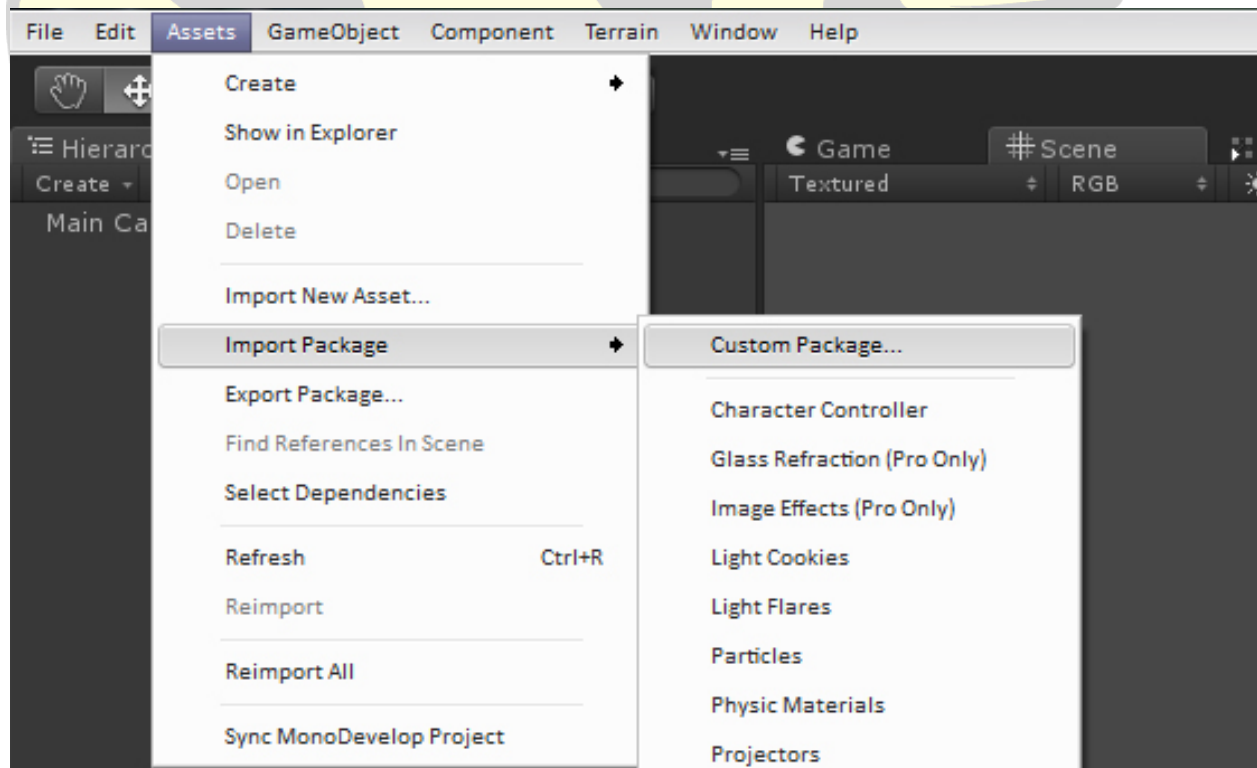 File Edit Assets GameObject Component Terrain Window Help
Create
Show in Explorer
Open
Delete
Import New Asset...
Import Package
Export Package...
Find References In Scene
Select Dependencies
Refresh Ctrl+R
Reimport
Reimport All
Sync MonoDevelop Project
Custom Package...
Character Controller
Glass Refraction (Pro Only)
Image Effects (Pro Only)
Light Cookies
Light Flares
Particles
Physic Materials
Projectors
Hierarc
Create
Main Ca
Game Scene
Textured RGB